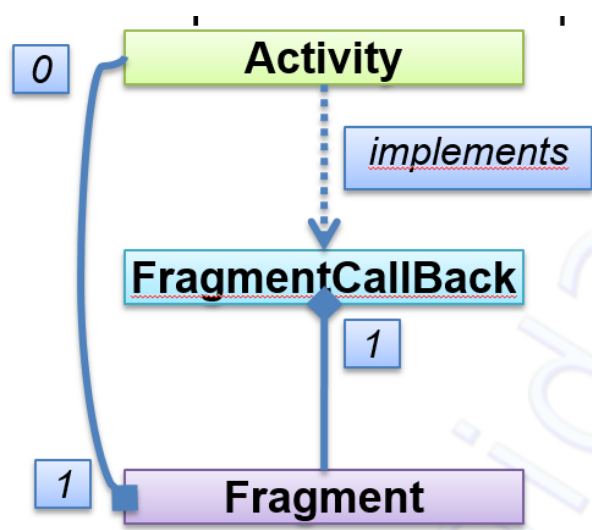 0
Activity
implements
FragmentCallBack
1
1
Fragment